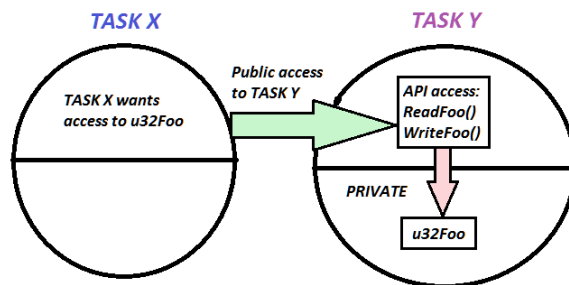 TASK X
TASK Y
Public access
to TASK Y
TASK X wants
access to u32Foo
API access:
ReadFoo()
WriteFoo()
PRIVATE
u32Foo